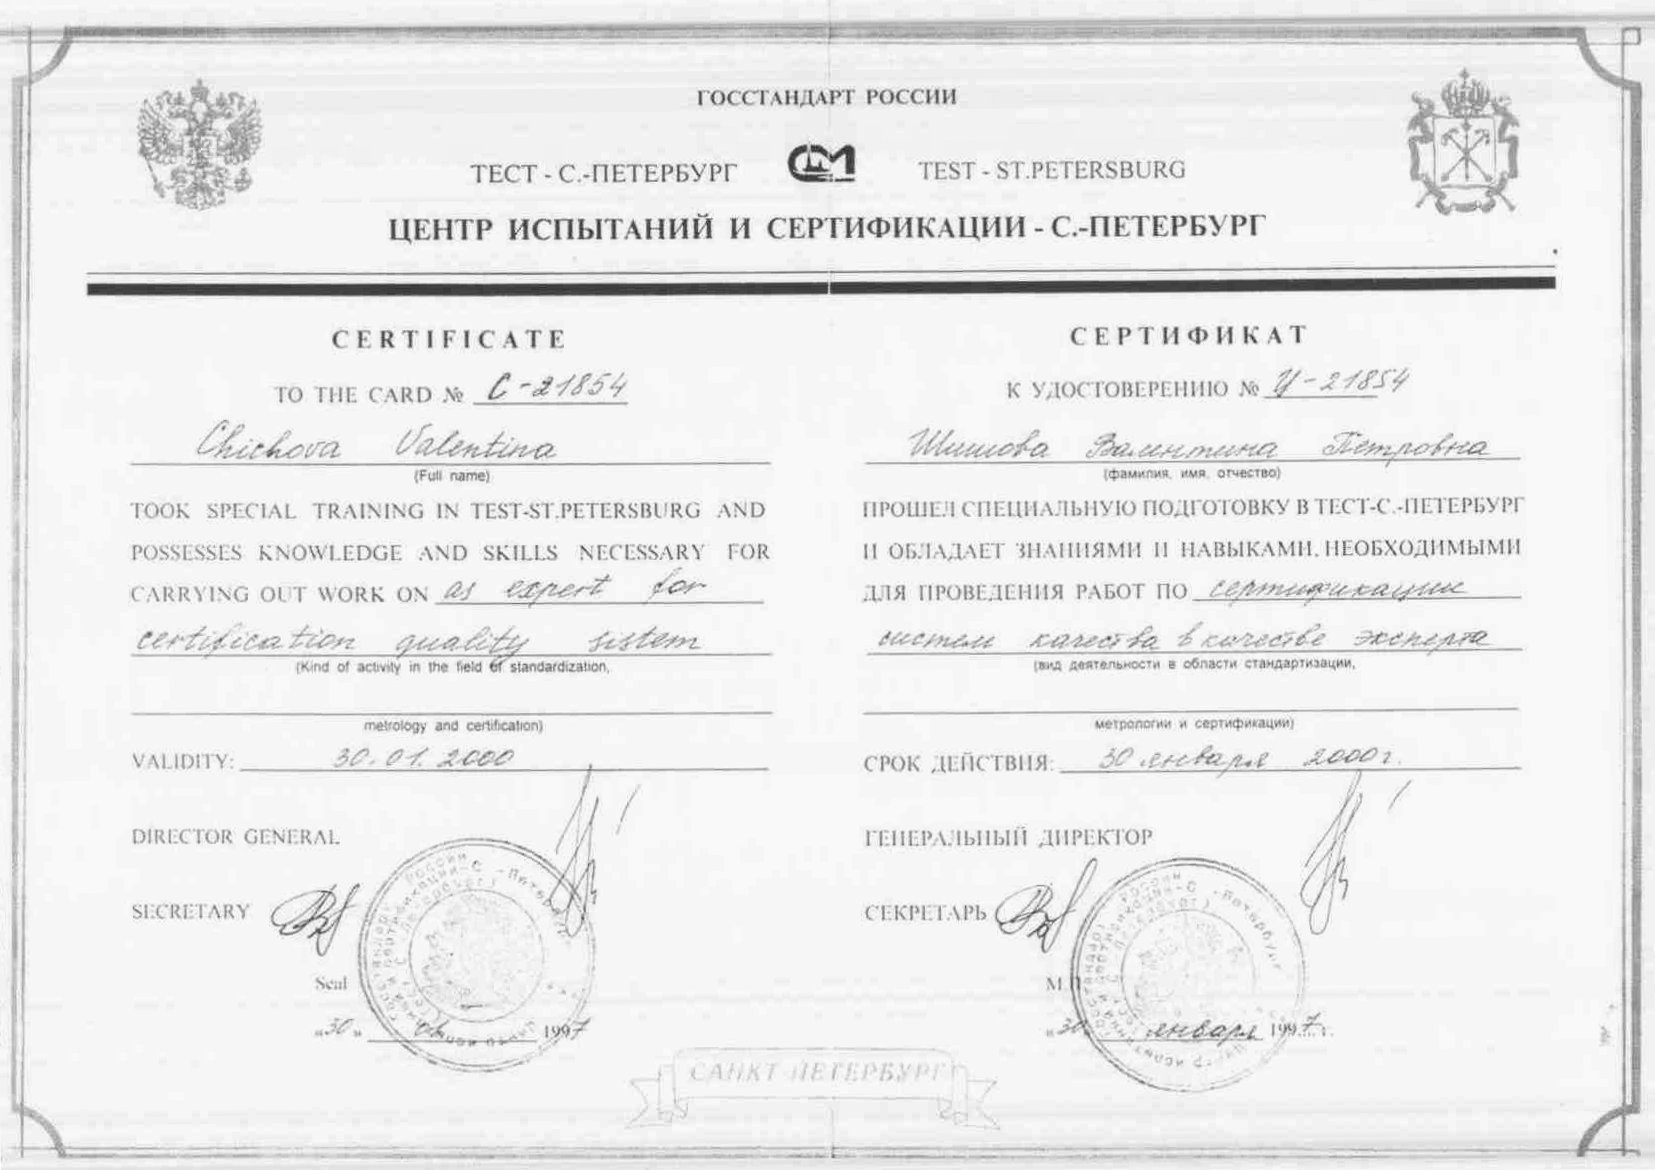 ГОССТАНДАРТ РОССИИ
ТЕСТ - С.-ПЕТЕРБУРГ
TEST - ST.PETERSBURG
ЦЕНТР ИСПЫТАНИЙ И СЕРТИФИКАЦИИ - С.-ПЕТЕРБУРГ
CERTIFICATE
TO THE CARD № C-21854
Chichova Valentina
(Full name)
TOOK SPECIAL TRAINING IN TEST-ST.PETERSBURG AND
POSSESSES KNOWLEDGE AND SKILLS NECESSARY FOR
CARRYING OUT WORK ON as expert for
certification quality sistem
(Kind of activity in the field of standardization,
metrology and certification)
VALIDITY: 30.01.2000
DIRECTOR GENERAL
SECRETARY
Seal
"30" 01 1997
СЕРТИФИКАТ
К УДОСТОВЕРЕНИЮ № Ц-21854
Шишова Валентина Петровна
(фамилия, имя, отчество)
ПРОШЕЛ СПЕЦИАЛЬНУЮ ПОДГОТОВКУ В ТЕСТ-С.-ПЕТЕРБУРГ
И ОБЛАДАЕТ ЗНАНИЯМИ И НАВЫКАМИ, НЕОБХОДИМЫМИ
ДЛЯ ПРОВЕДЕНИЯ РАБОТ ПО сертификации
систем качества в качестве эксперта
(вид деятельности в области стандартизации,
метрологии и сертификации)
СРОК ДЕЙСТВИЯ: 30 января 2000г.
ГЕНЕРАЛЬНЫЙ ДИРЕКТОР
СЕКРЕТАРЬ
М.П.
"30" января 1997г.
САНКТ-ПЕТЕРБУРГ